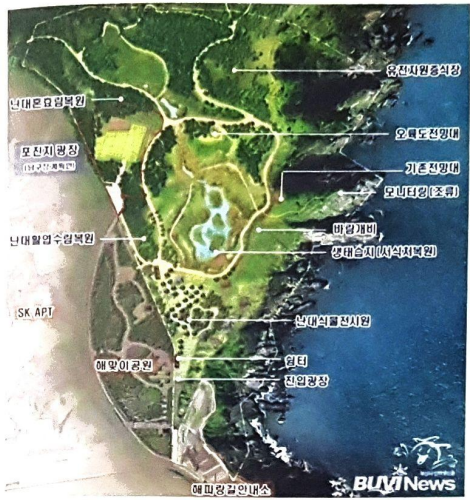 유전자원증식장
난대혼효림복원
오륙도전망대
포진지 광장
기존전망대
모니터링(조류)
바람개비
난대활엽수림복원
생태습지(서식처복원)
SK APT
난대식물전시원
쉼터
해맞이공원
진입광장
해파랑길안내소
BUVI News